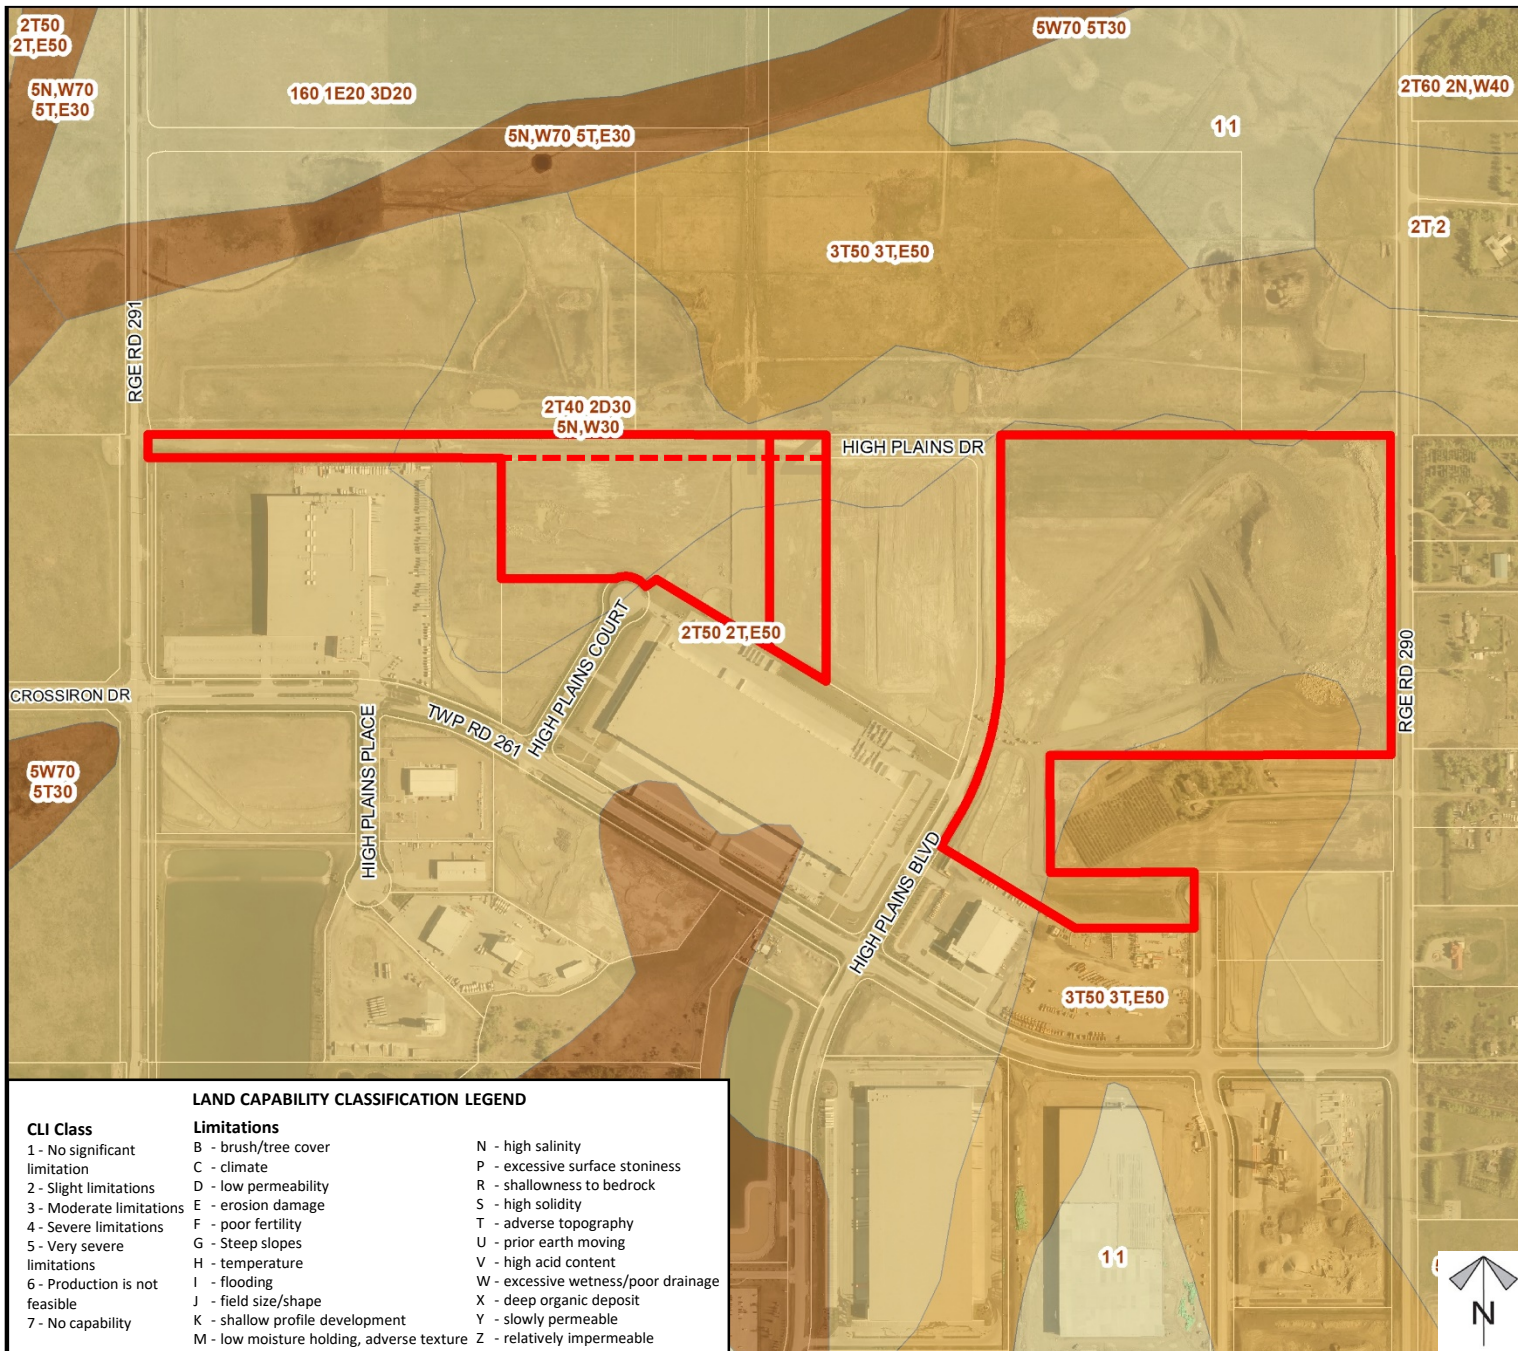 2T50
2T,E50
5W70 5T30
5N,W70
5T,E30
160 1E20 3D20
2T60 2N,W40
11
5N,W70 5T,E30
2T 2
3T50 3T,E50
RGE RD 291
2T40 2D30
5N,W30
HIGH PLAINS DR
2T50 2T,E50
HIGH PLAINS COURT
RGE RD 290
CROSSIRON DR
TWP RD 261
HIGH PLAINS PLACE
5W70
5T30
HIGH PLAINS BLVD
3T50 3T,E50
11
LAND CAPABILITY CLASSIFICATION LEGEND
CLI Class
1 - No significant
limitation
2 - Slight limitations
3 - Moderate limitations
4 - Severe limitations
5 - Very severe
limitations
6 - Production is not
feasible
7 - No capability
Limitations
B - brush/tree cover
C - climate
D - low permeability
E - erosion damage
F - poor fertility
G - Steep slopes
H - temperature
I - flooding
J - field size/shape
K - shallow profile development
M - low moisture holding, adverse texture
N - high salinity
P - excessive surface stoniness
R - shallowness to bedrock
S - high solidity
T - adverse topography
U - prior earth moving
V - high acid content
W - excessive wetness/poor drainage
X - deep organic deposit
Y - slowly permeable
Z - relatively impermeable
N